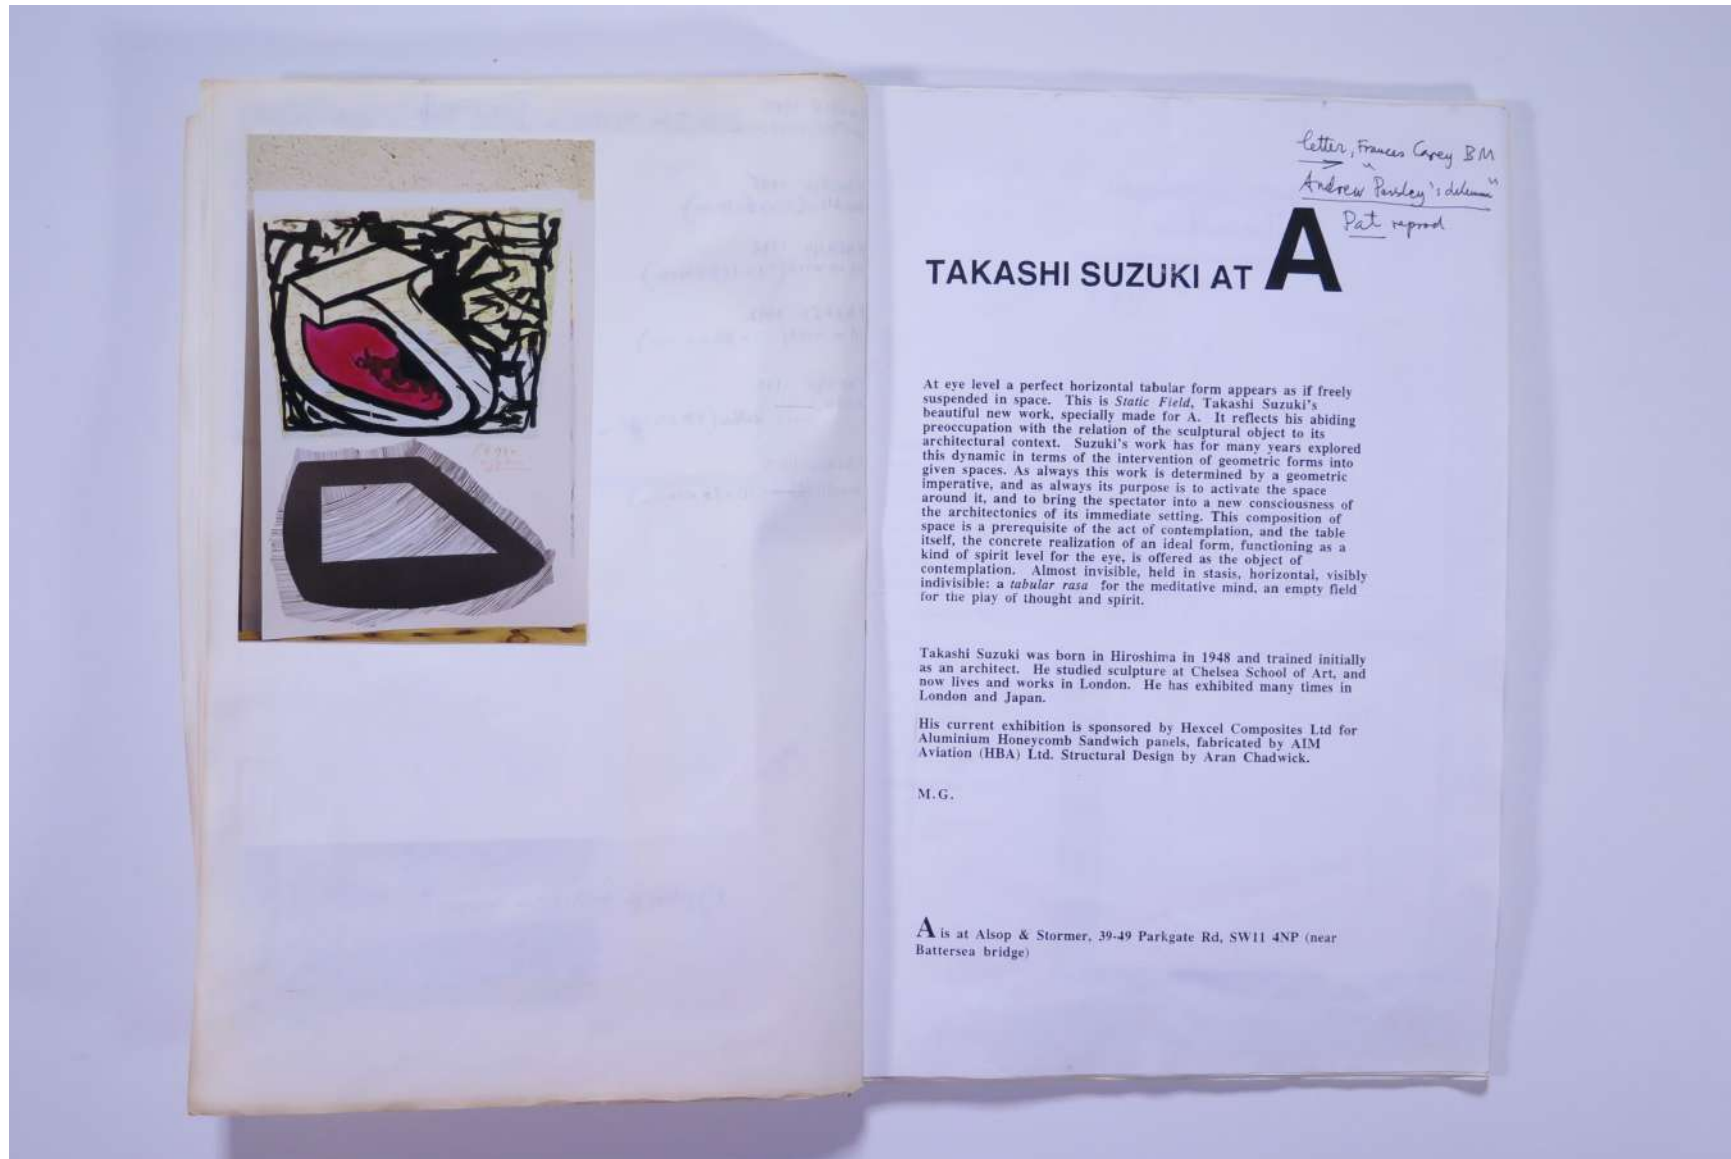 letter, Frances Carey BM
Andrew
Pat reprod
TAKASHI SUZUKI AT A
At eye level a perfect horizontal tabular form appears as if freely
suspended in space. This is Static Field, Takashi Suzuki's
beautiful new work, specially made for A. It reflects his abiding
preoccupation with the relation of the sculptural object to its
architectural context. Suzuki's work has for many years explored
this dynamic in terms of the intervention of geometric forms into
given spaces. As always this work is determined by a geometric
imperative, and as always its purpose is to activate the space
around it, and to bring the spectator into a new consciousness of
the architectonics of its immediate setting. This composition of
space is a prerequisite of the act of contemplation, and the table
itself, the concrete realization of an ideal form, functioning as a
kind of spirit level for the eye, is offered as the object of
contemplation. Almost invisible, held in stasis, horizontal, visibly
indivisible: a tabular rasa for the meditative mind, an empty field
for the play of thought and spirit.
Takashi Suzuki was born in Hiroshima in 1948 and trained initially
as an architect. He studied sculpture at Chelsea School of Art, and
now lives and works in London. He has exhibited many times in
London and Japan.
His current exhibition is sponsored by Hexcel Composites Ltd for
Aluminium Honeycomb Sandwich panels, fabricated by AIM
Aviation (HBA) Ltd. Structural Design by Aran Chadwick.
M.G.
A is at Alsop & Stormer, 39-49 Parkgate Rd, SW11 4NP (near
Battersea bridge)